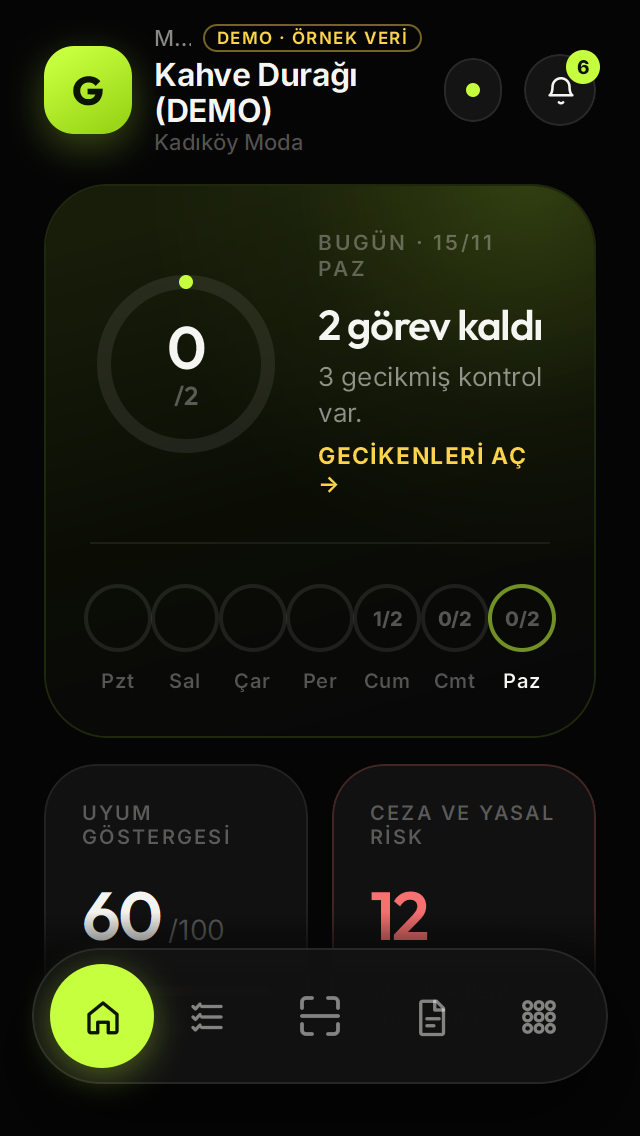 M...
DEMO · ÖRNEK VERİ
G
Kahve Durağı
(DEMO)
Kadıköy Moda
6
BUGÜN · 15/11
PAZ
0
/2
2 görev kaldı
3 gecikmiş kontrol
var.
GECİKENLERİ AÇ
→
1/2 0/2 0/2
Pzt Sal Çar Per Cum Cmt Paz
UYUM
GÖSTERGESİ
60 /100
CEZA VE YASAL
RİSK
12